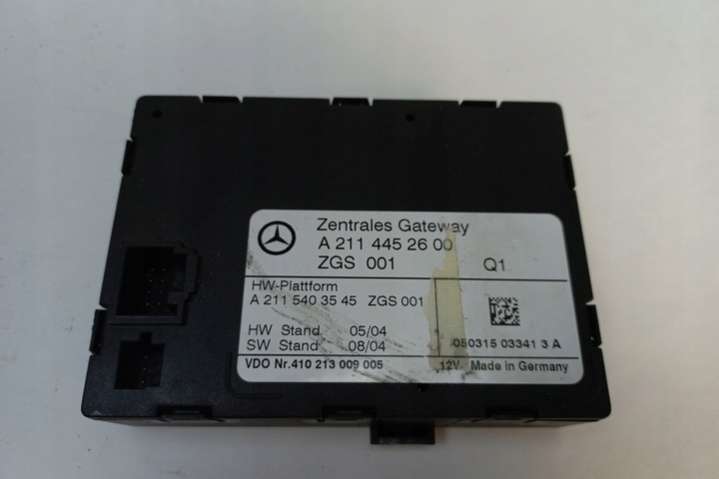 Zentrales Gateway
A 211 445 26 00
ZGS 001 Q1
HW-Plattform
A 211 540 35 45 ZGS 001
HW Stand 05/04
SW Stand: 08/04
050315 03341 3 A
VDO Nr.410 213 009 005 12V Made in Germany